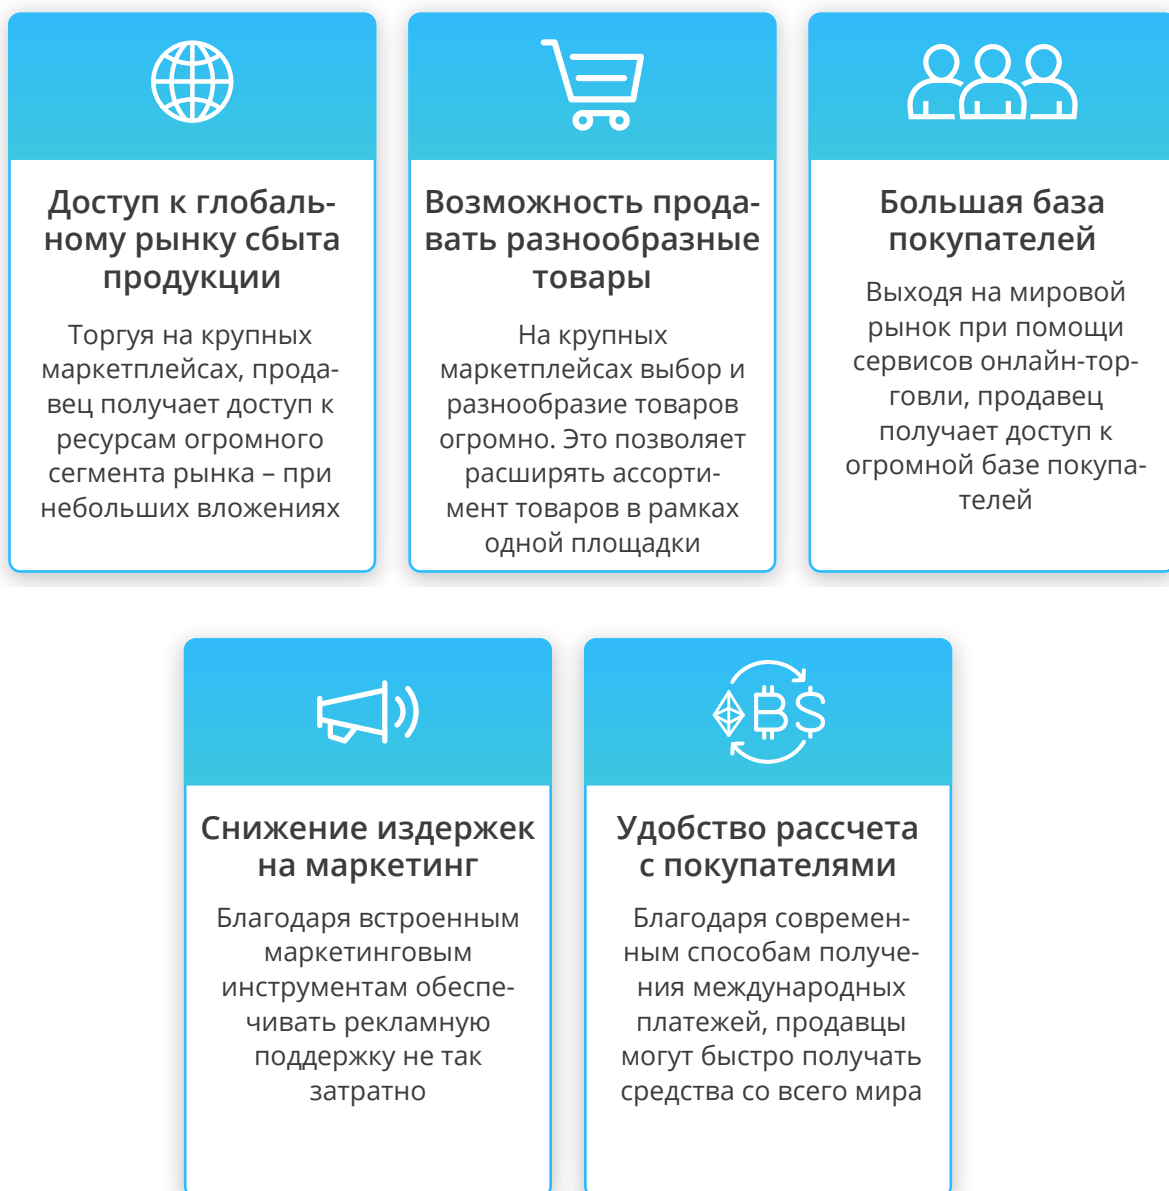 Доступ к глобаль-
ному рынку сбыта
продукции
Торгуя на крупных
маркетплейсах, прода-
вец получает доступ к
ресурсам огромного
сегмента рынка – при
небольших вложениях
Возможность прода-
вать разнообразные
товары
На крупных
маркетплейсах выбор и
разнообразие товаров
огромно. Это позволяет
расширять ассорти-
мент товаров в рамках
одной площадки
Большая база
покупателей
Выходя на мировой
рынок при помощи
сервисов онлайн-тор-
говли, продавец
получает доступ к
огромной базе покупа-
телей
Снижение издержек
на маркетинг
Благодаря встроенным
маркетинговым
инструментам обеспе-
чивать рекламную
поддержку не так
затратно
Удобство рассчета
с покупателями
Благодаря современ-
ным способам получе-
ния международных
платежей, продавцы
могут быстро получать
средства со всего мира